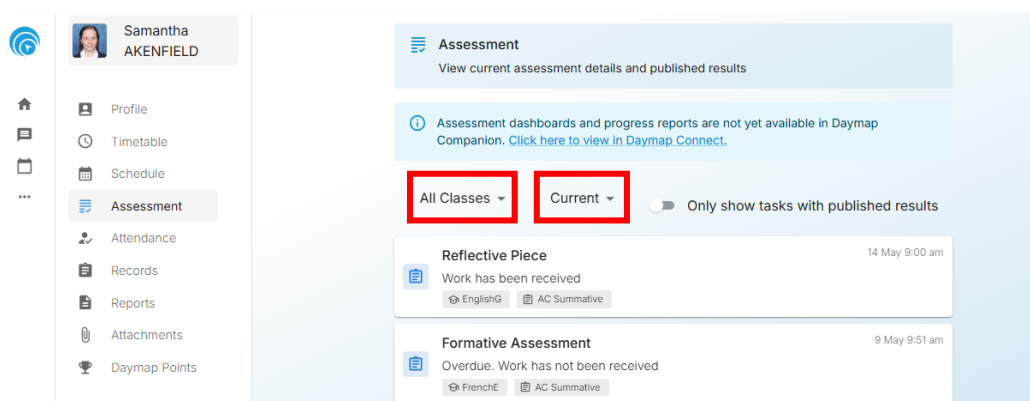 Samantha
AKENFIELD
Profile
Timetable
Schedule
Assessment
Attendance
Records
Reports
Attachments
Daymap Points
Assessment
View current assessment details and published results
Assessment dashboards and progress reports are not yet available in Daymap
Companion. Click here to view in Daymap Connect.
All Classes
Current
Only show tasks with published results
Reflective Piece
14 May 9:00 am
Work has been received
EnglishG
AC Summative
Formative Assessment
9 May 9:51 am
Overdue. Work has not been received
FrenchE
AC Summative